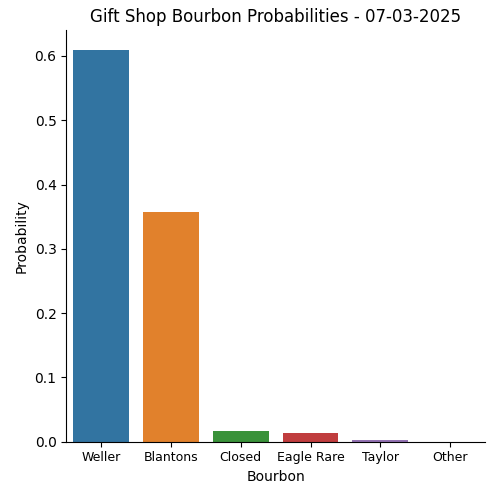 Gift Shop Bourbon Probabilities - 07-03-2025
0.6
0.5
0.4
0.3
0.2
0.1
0.0
Probability
Weller Blantons Closed Eagle Rare Taylor Other
Bourbon